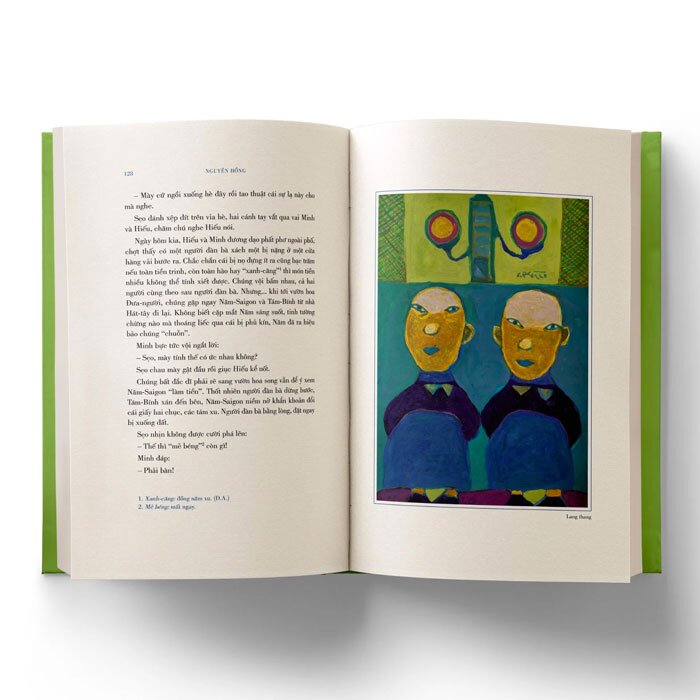 128
NGUYÊN HỒNG
– Mày cứ ngồi xuống hè đây rồi tao thuật cái sự lạ này cho
mà nghe.
Sẹo đánh xệp đít trên vỉa hè, hai cánh tay vắt qua vai Minh
và Hiếu, chăm chú nghe Hiếu nói.
Ngày hôm kia, Hiếu và Minh đương dạo phất phơ ngoài phố,
chợt thấy có một người đàn bà xách một bị nặng ở một cửa
hàng vải bước ra. Chắc chắn cái bị nọ đựng ít ra cũng bạc trăm
nếu toàn tiền trinh, còn toàn hào hay “xanh-căng”¹ thì món tiền
nhiều không thể tính xiết được. Chúng vội bấm nhau, cả hai
người cùng theo sau người đàn bà. Nhưng... khi tới vườn hoa
Đưa-người, chúng gặp ngay Năm-Saigon và Tám-Bính từ nhà
Hát-tây đi lại. Không biết cặp mắt Năm sáng suốt, tinh tường
chừng nào mà thoáng liếc qua cái bị phủ kín, Năm đã ra hiệu
bảo chúng “chuồn”.
Minh bực tức vội ngắt lời:
– Sẹo, mày tính thế có ức nhau không?
Sẹo chau mày gật đầu rồi giục Hiếu kể nốt.
Chúng bất đắc dĩ phải rẽ sang vườn hoa song vẫn để ý xem
Năm-Saigon “làm tiền”. Thốt nhiên người đàn bà dừng bước,
Tám-Bính xán đến bên, Năm-Saigon niềm nở khẩn khoản đổi
cái giấy hai chục, các tám xu. Người đàn bà bằng lòng, đặt ngay
bị xuống đất.
Sẹo nhịn không được cười phá lên:
– Thế thì “mẽ béng”² còn gì!
Minh đáp:
– Phải bàn!
1. Xanh-căng: đồng năm xu. (D.A.)
2. Mẽ béng: mất ngay.
Lang thang